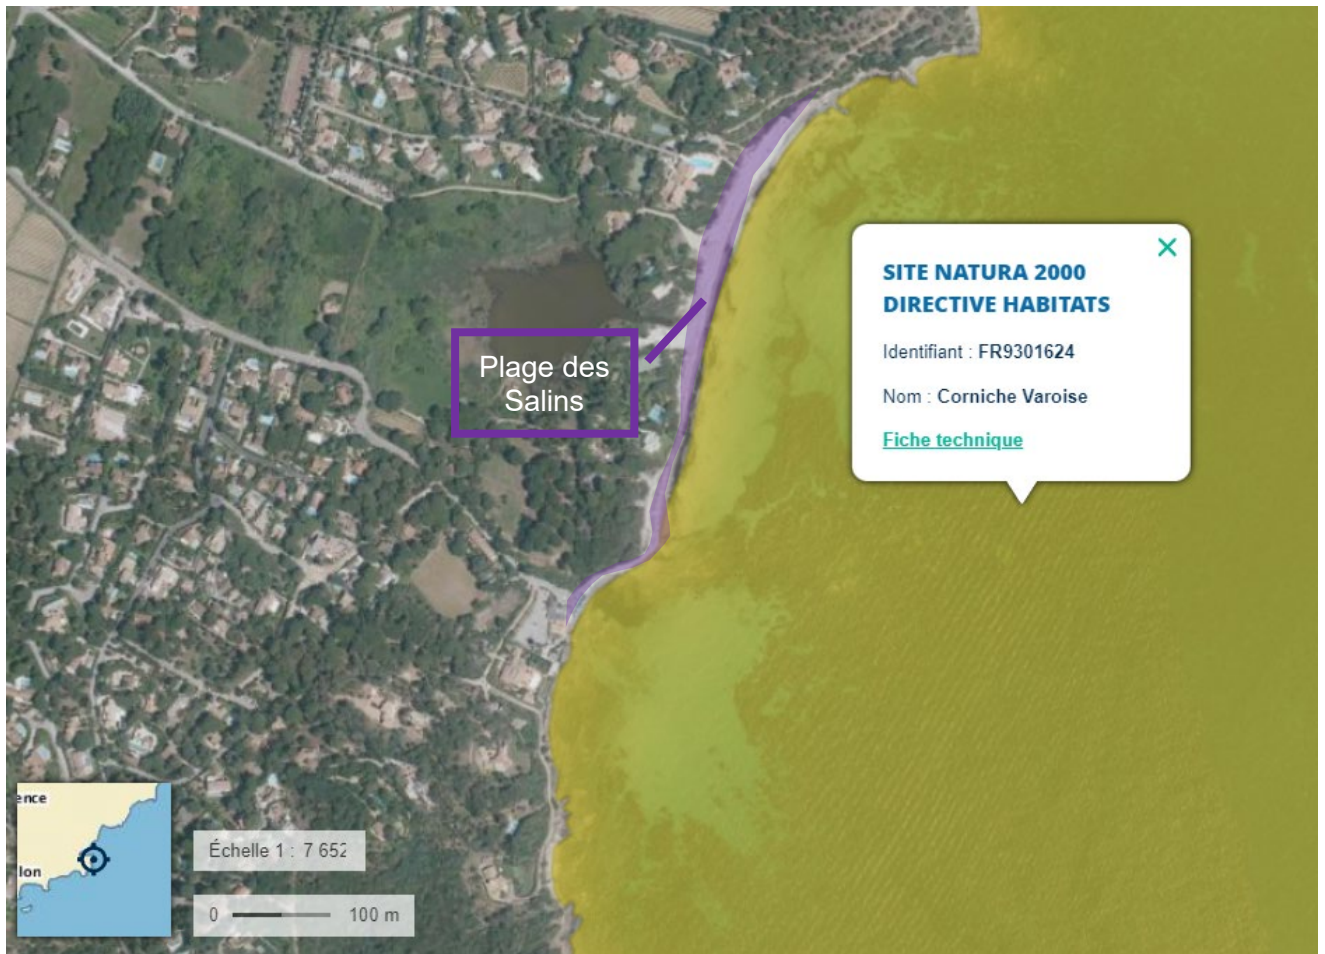 SITE NATURA 2000
DIRECTIVE HABITATS
Identifiant : FR9301624
Nom : Corniche Varoise
Fiche technique
Plage des
Salins
ence
lon
Échelle 1 : 7 652
0 100 m